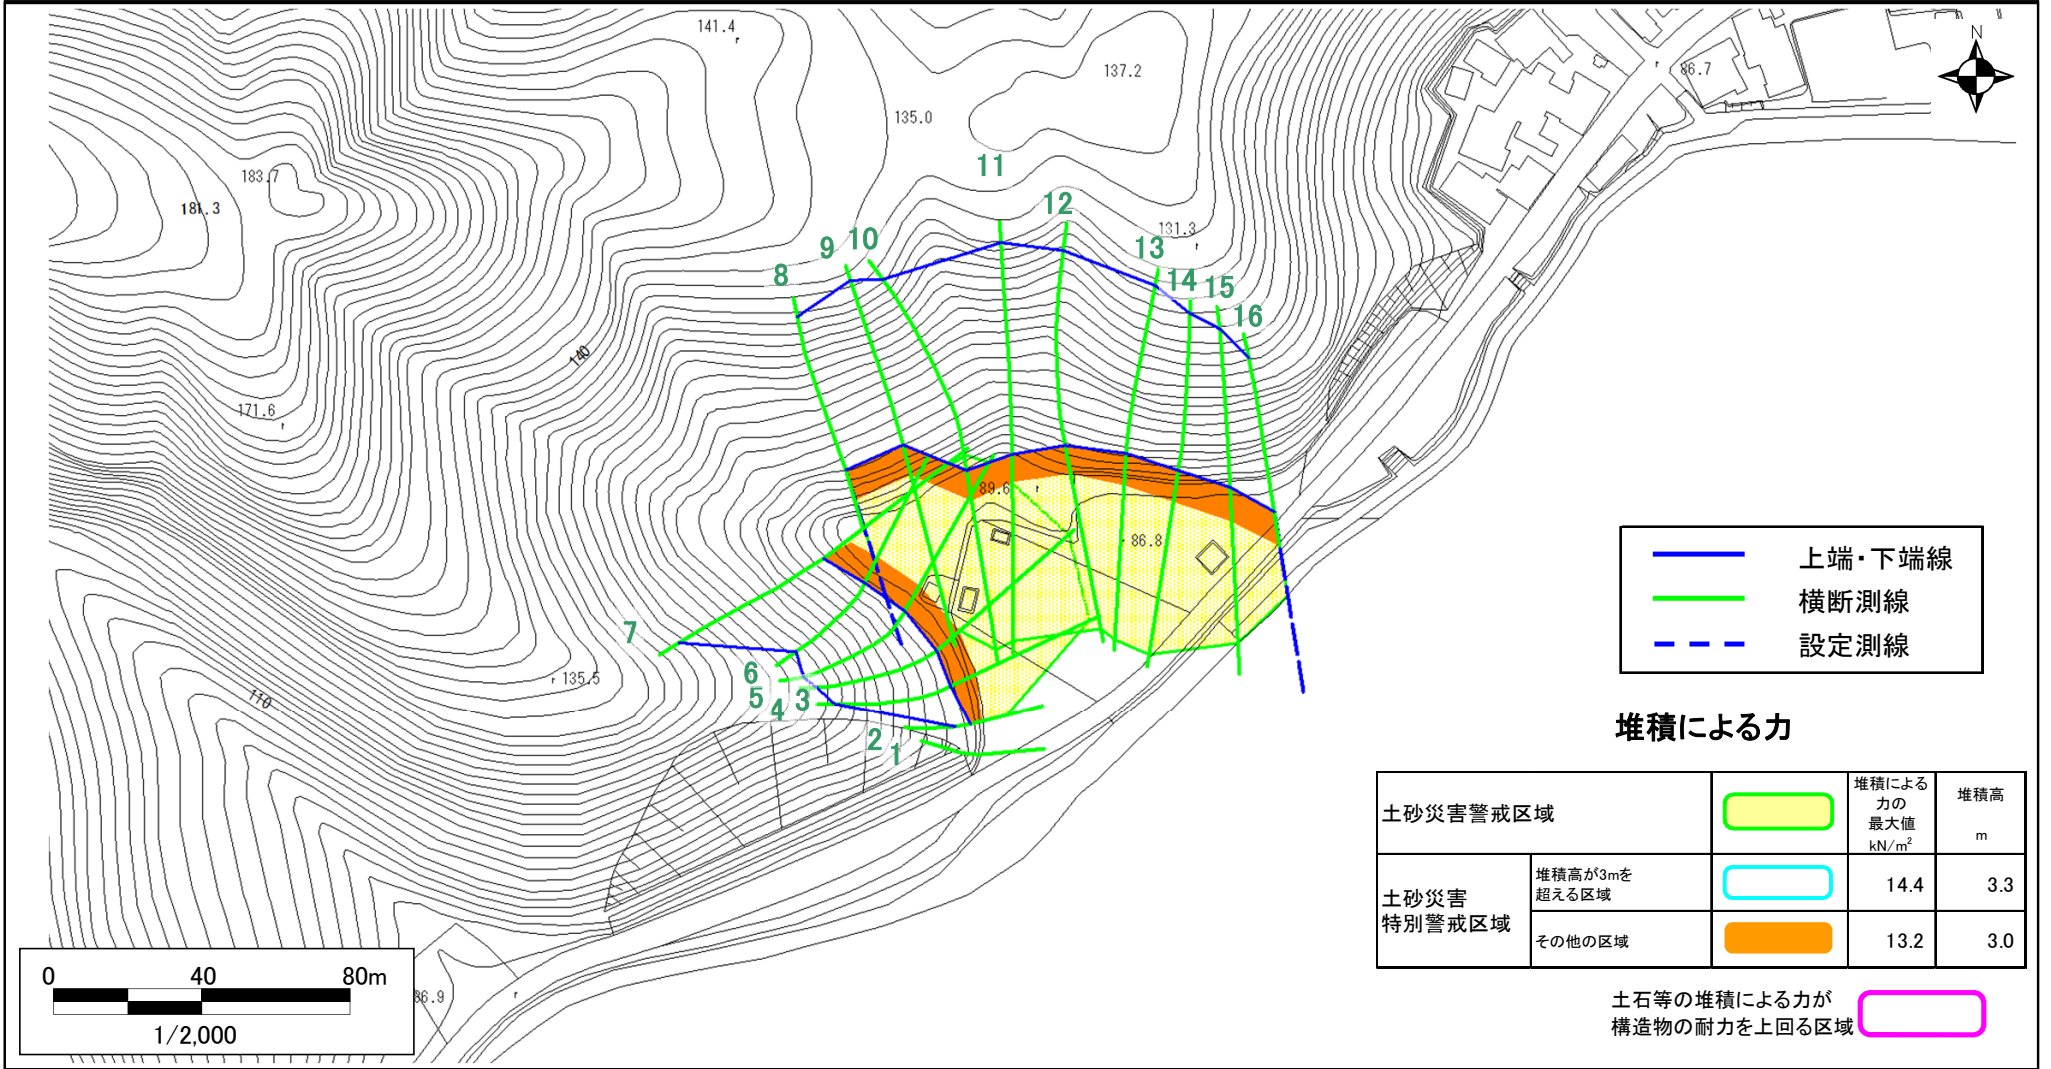 141.4
137.2
135.0
86.7
N
183.7
181.3
11
12
131.3
13
9
10
8
14
15
16
140
171.6
89.6
86.8
7
135.5
6
5
4
3
2
1
110
86.9
上端・下端線
横断測線
設定測線
堆積による力
土砂災害警戒区域
堆積による
力の
最大値
kN/m²
堆積高
m
土砂災害
特別警戒区域
堆積高が3mを
超える区域
14.4
3.3
その他の区域
13.2
3.0
土石等の堆積による力が
構造物の耐力を上回る区域
0 40 80m
1/2,000